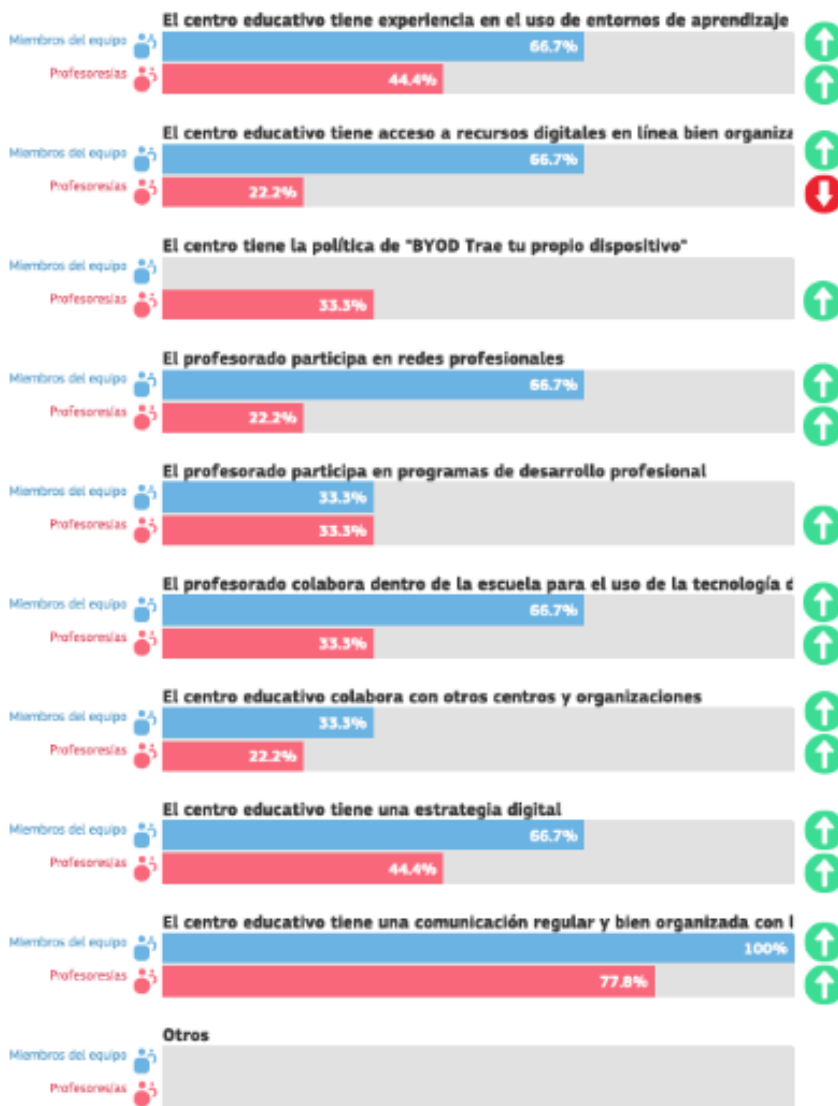 El centro educativo tiene experiencia en el uso de entornos de aprendizaje
Miembros del equipo
66.7%
Profesores/as
44.4%
El centro educativo tiene acceso a recursos digitales en línea bien organiza
Miembros del equipo
66.7%
Profesores/as
22.2%
El centro tiene la política de "BYOD Trae tu propio dispositivo"
Miembros del equipo
Profesores/as
33.3%
El profesorado participa en redes profesionales
Miembros del equipo
66.7%
Profesores/as
22.2%
El profesorado participa en programas de desarrollo profesional
Miembros del equipo
33.3%
Profesores/as
33.3%
El profesorado colabora dentro de la escuela para el uso de la tecnología d
Miembros del equipo
66.7%
Profesores/as
33.3%
El centro educativo colabora con otros centros y organizaciones
Miembros del equipo
33.3%
Profesores/as
22.2%
El centro educativo tiene una estrategia digital
Miembros del equipo
66.7%
Profesores/as
44.4%
El centro educativo tiene una comunicación regular y bien organizada con l
Miembros del equipo
100%
Profesores/as
77.8%
Otros
Miembros del equipo
Profesores/as